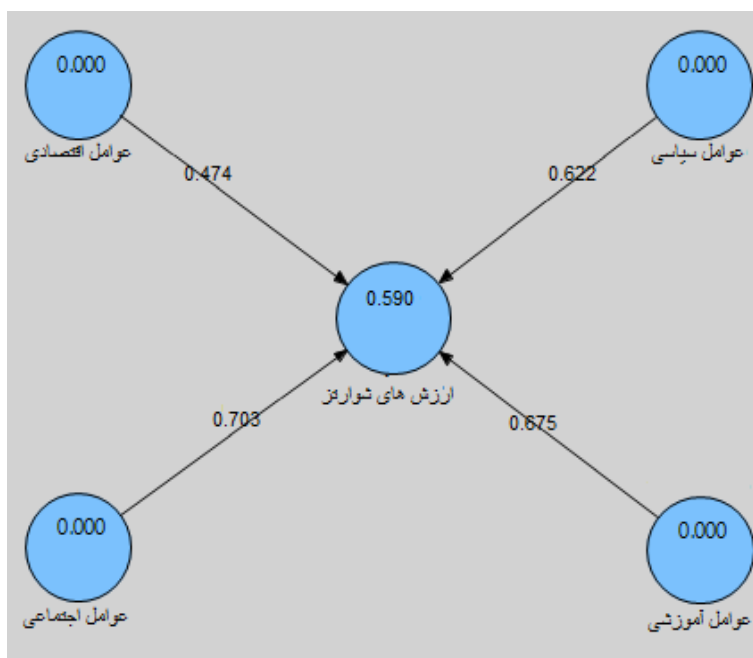 0.000
0.000
عوامل اقتصادی
عوامل سیاسی
0.474
0.622
0.590
ارزش های شوارتز
0.703
0.675
0.000
0.000
عوامل اجتماعی
عوامل آموزشی